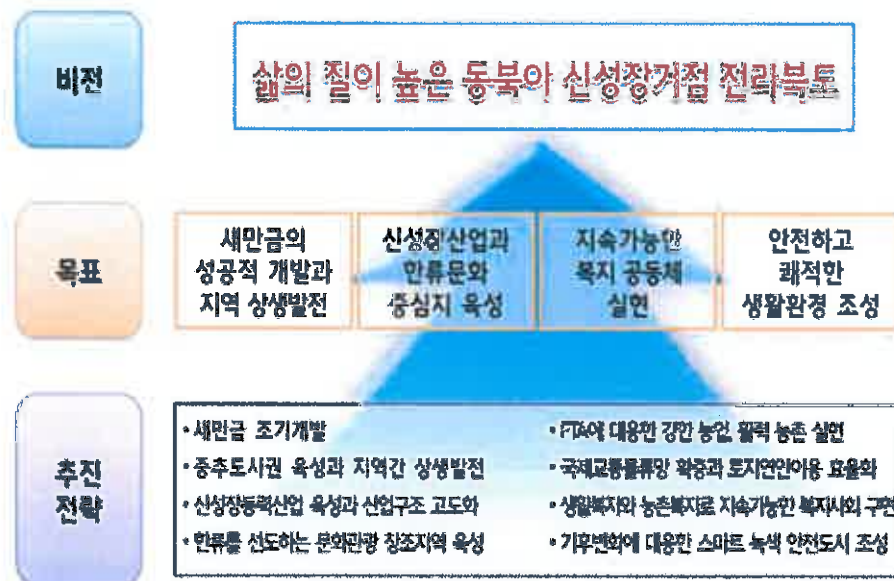 비전
삶의 질이 높은 동북아 신성장거점 전라북도
목표
새만금의
성공적 개발과
지역 상생발전
신성장산업과
한류문화
중심지 육성
지속가능한
복지 공동체
실현
안전하고
쾌적한
생활환경 조성
추진
전략
• 새만금 조기개발
• 중추도시권 육성과 지역간 상생발전
• 신성장동력산업 육성과 산업구조 고도화
• 한류를 선도하는 문화관광 창조지역 육성
• FTA에 대응한 강한 농업, 활력 농촌 실현
• 국제교통물류망 확충과 토지연안이용 효율화
• 생활복지와 농촌복지로 지속가능한 복지사회 구현
• 기후변화에 대응한 스마트 녹색 안전도시 조성